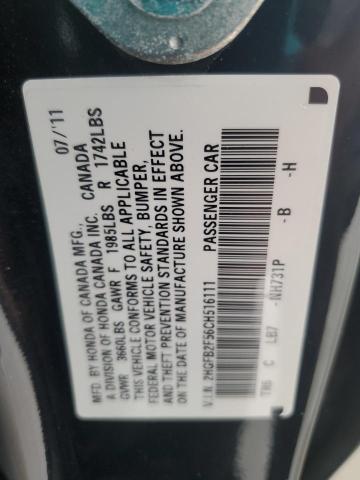 MFD BY HONDA OF CANADA MFG.,
A DIVISION OF HONDA CANADA INC. CANADA 07/'11
GVWR 3660LBS GAWR F 1985LBS R 1742LBS
THIS VEHICLE CONFORMS TO ALL APPLICABLE
FEDERAL MOTOR VEHICLE SAFETY, BUMPER,
AND THEFT PREVENTION STANDARDS IN EFFECT
ON THE DATE OF MANUFACTURE SHOWN ABOVE.
V.I.N. 2HGFB2F56CH516111 PASSENGER CAR
TR6 C LB7 -NH731P -B -H